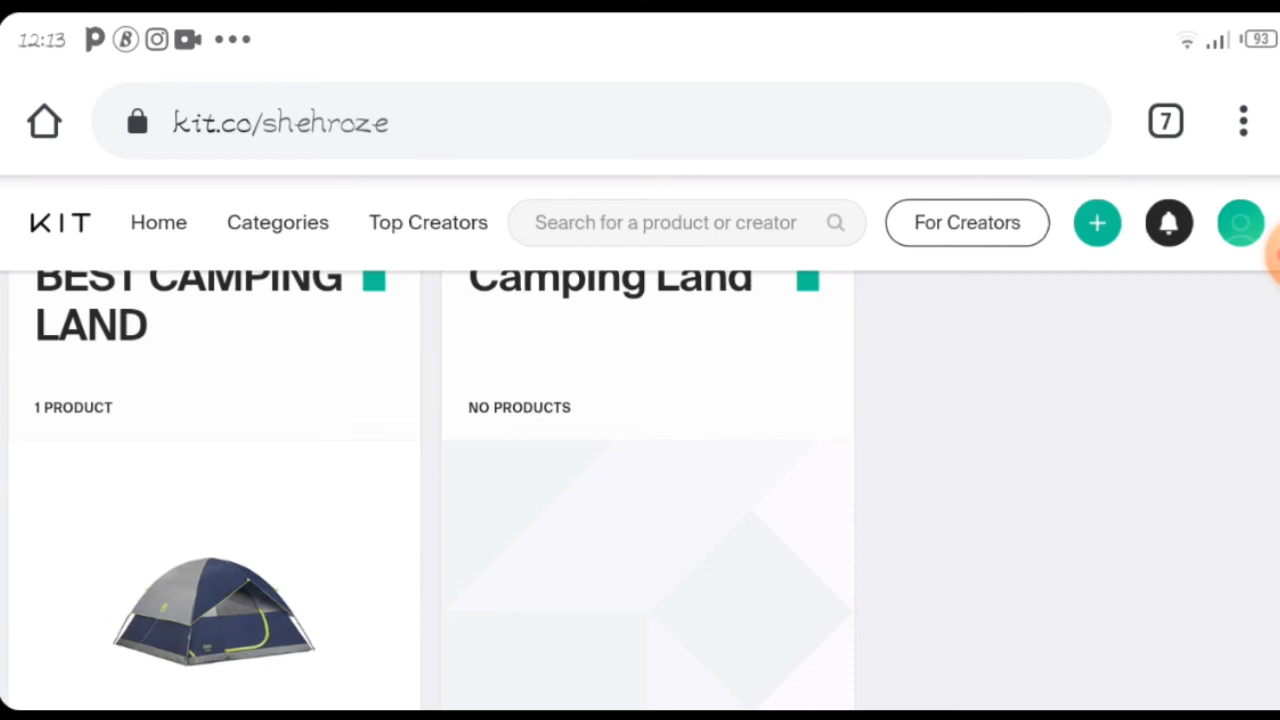 12:13
93
kit.co/shehroze
7
KIT Home Categories Top Creators Search for a product or creator For Creators
BEST CAMPING
LAND
1 PRODUCT
Camping Land
NO PRODUCTS